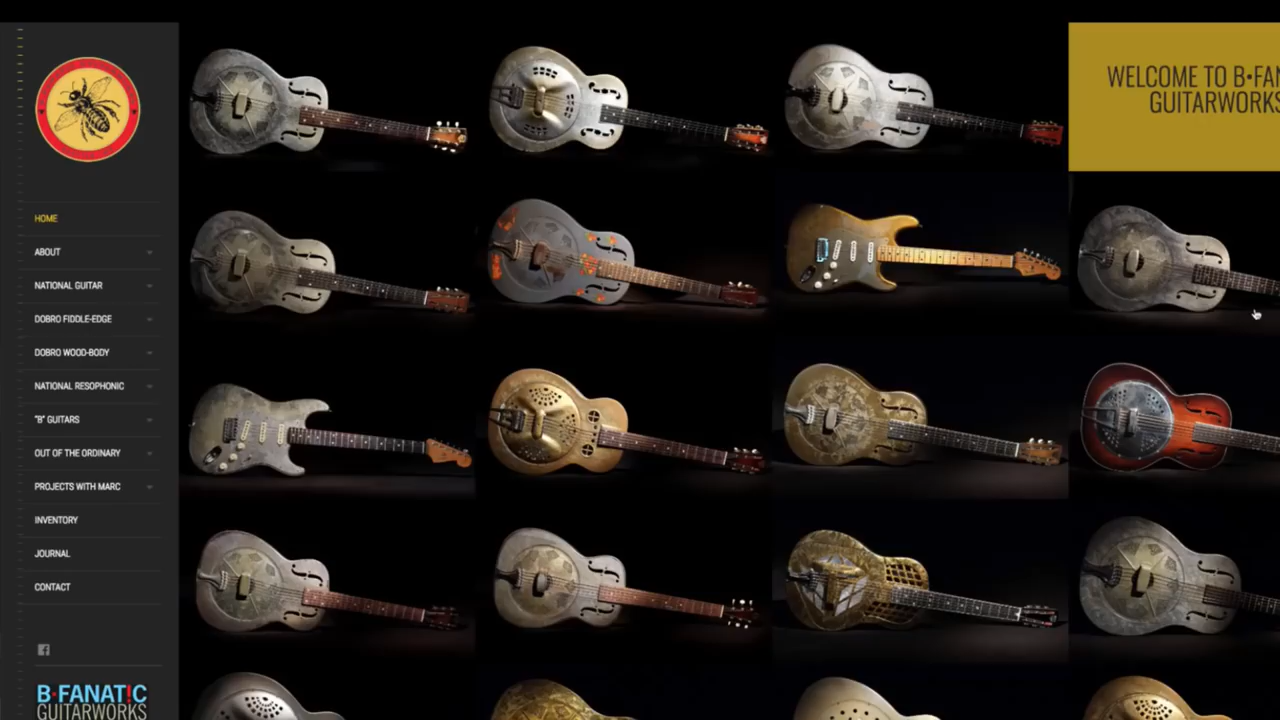 HOME
ABOUT
NATIONAL GUITAR
DOBRO FIDDLE-EDGE
DOBRO WOOD-BODY
NATIONAL RESOPHONIC
"B" GUITARS
OUT OF THE ORDINARY
PROJECTS WITH MARC
INVENTORY
JOURNAL
CONTACT
B·FANAT!C
GUITARWORKS
WELCOME TO B•FAN
GUITARWORKS